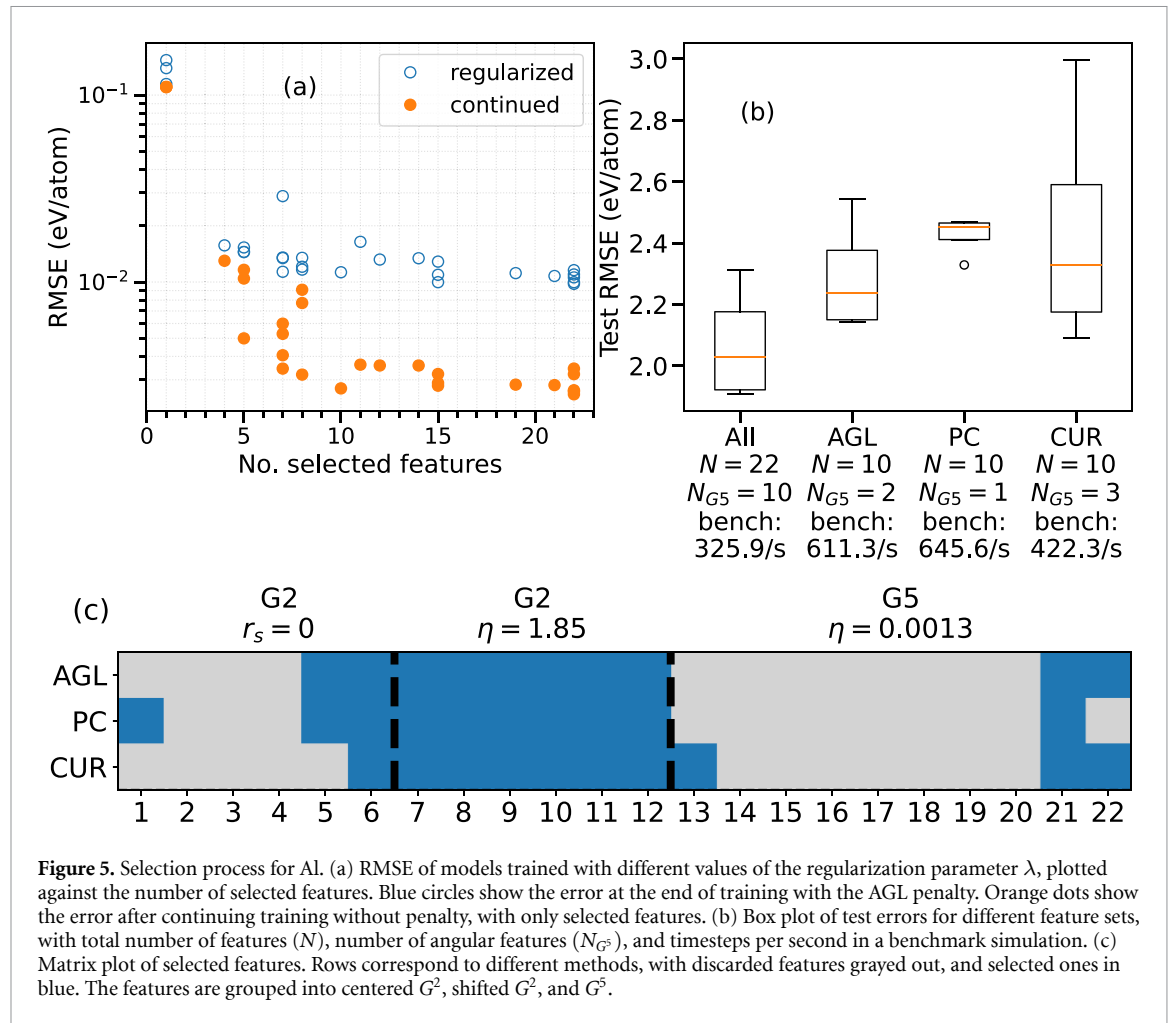 (a)
regularized
continued
10⁻¹
10⁻²
RMSE (eV/atom)
0 5 10 15 20
No. selected features
(b)
3.0
2.8
2.6
2.4
2.2
2.0
Test RMSE (eV/atom)
All AGL PC CUR
N = 22 N = 10 N = 10 N = 10
N_{G5} = 10 N_{G5} = 2 N_{G5} = 1 N_{G5} = 3
bench: bench: bench: bench:
325.9/s 611.3/s 645.6/s 422.3/s
(c)
G2 G2 G5
r_s = 0 η = 1.85 η = 0.0013
AGL
PC
CUR
1 2 3 4 5 6 7 8 9 10 11 12 13 14 15 16 17 18 19 20 21 22
Figure 5. Selection process for Al. (a) RMSE of models trained with different values of the regularization parameter λ, plotted
against the number of selected features. Blue circles show the error at the end of training with the AGL penalty. Orange dots show
the error after continuing training without penalty, with only selected features. (b) Box plot of test errors for different feature sets,
with total number of features (N), number of angular features (N_{G⁵}), and timesteps per second in a benchmark simulation. (c)
Matrix plot of selected features. Rows correspond to different methods, with discarded features grayed out, and selected ones in
blue. The features are grouped into centered G², shifted G², and G⁵.